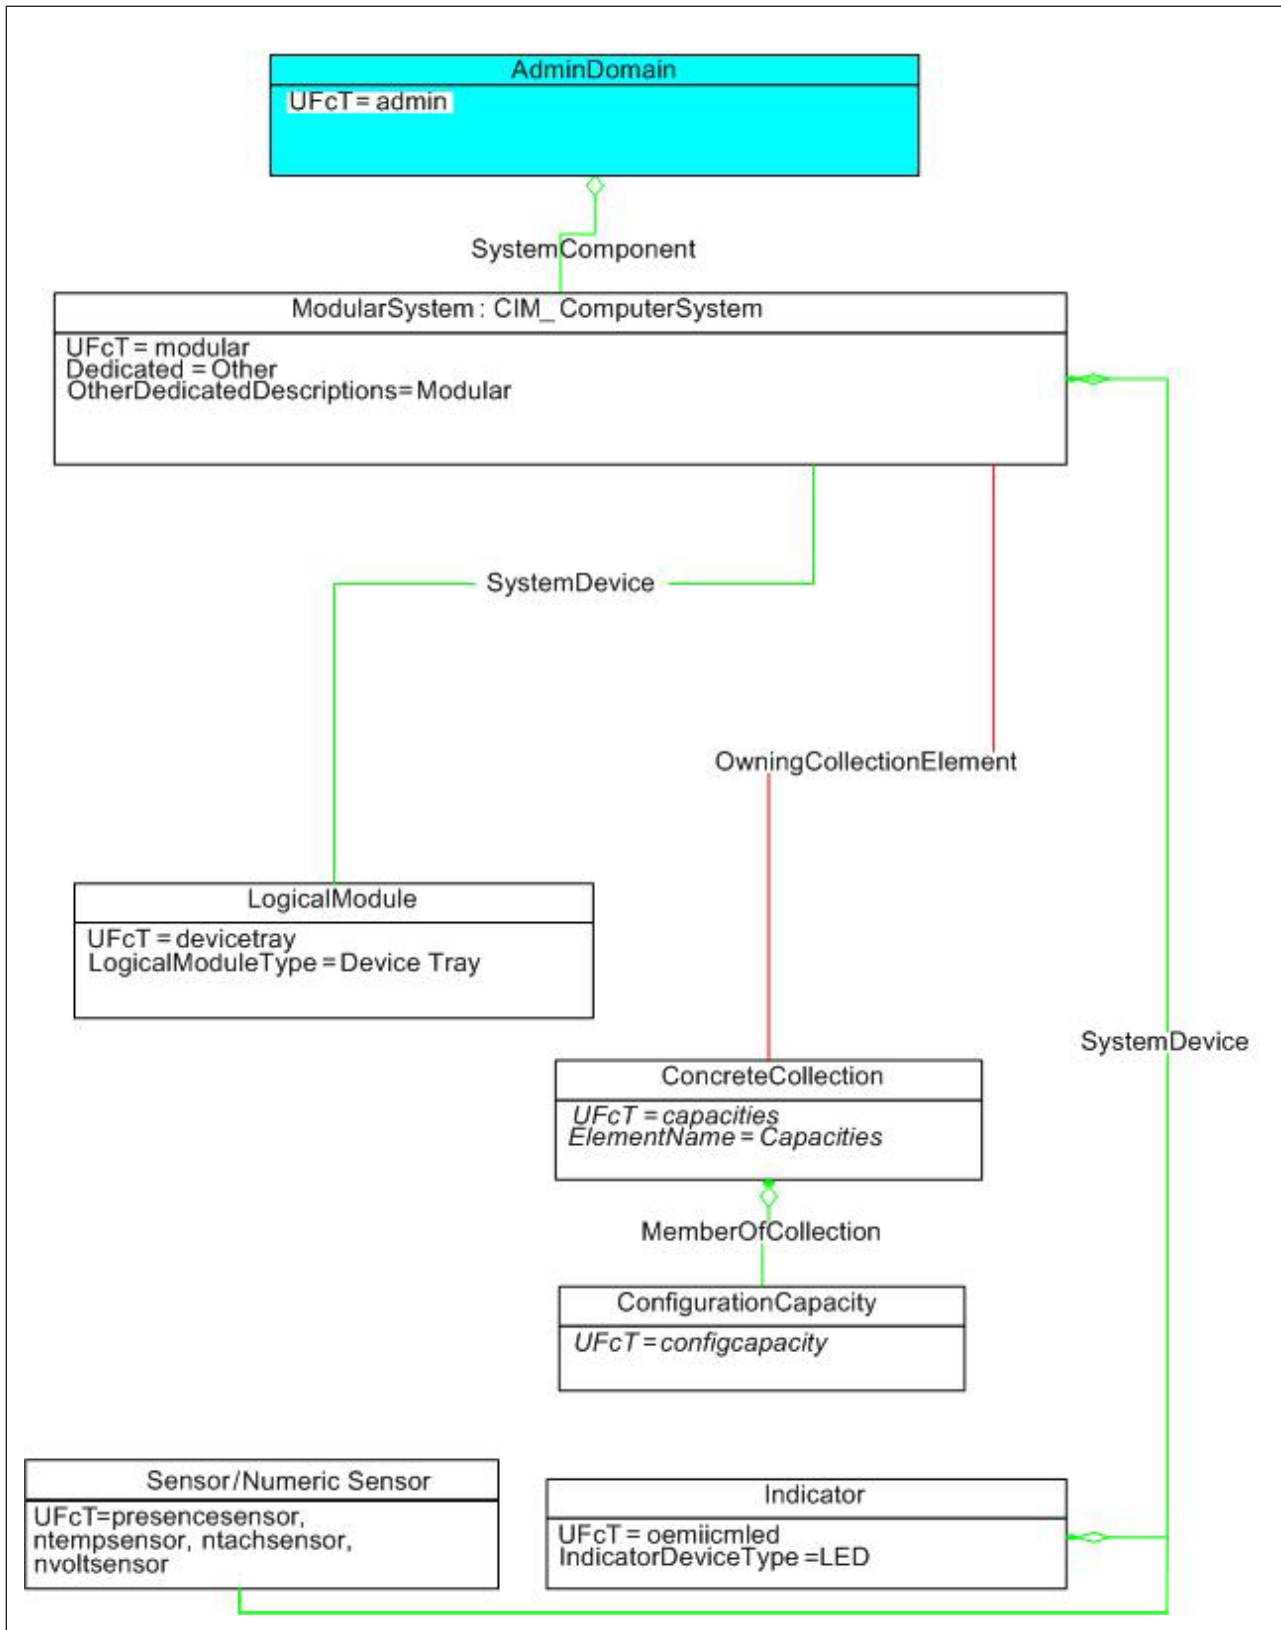 AdminDomain
UFcT = admin
SystemComponent
ModularSystem : CIM_ ComputerSystem
UFcT = modular
Dedicated = Other
OtherDedicatedDescriptions= Modular
SystemDevice
OwningCollectionElement
LogicalModule
UFcT = devicetray
LogicalModuleType = Device Tray
SystemDevice
ConcreteCollection
UFcT = capacities
ElementName = Capacities
MemberOfCollection
ConfigurationCapacity
UFcT = configcapacity
Sensor/Numeric Sensor
UFcT=presencesensor,
ntempsensor, ntachsensor,
nvoltsensor
Indicator
UFcT = oemiicmled
IndicatorDeviceType =LED